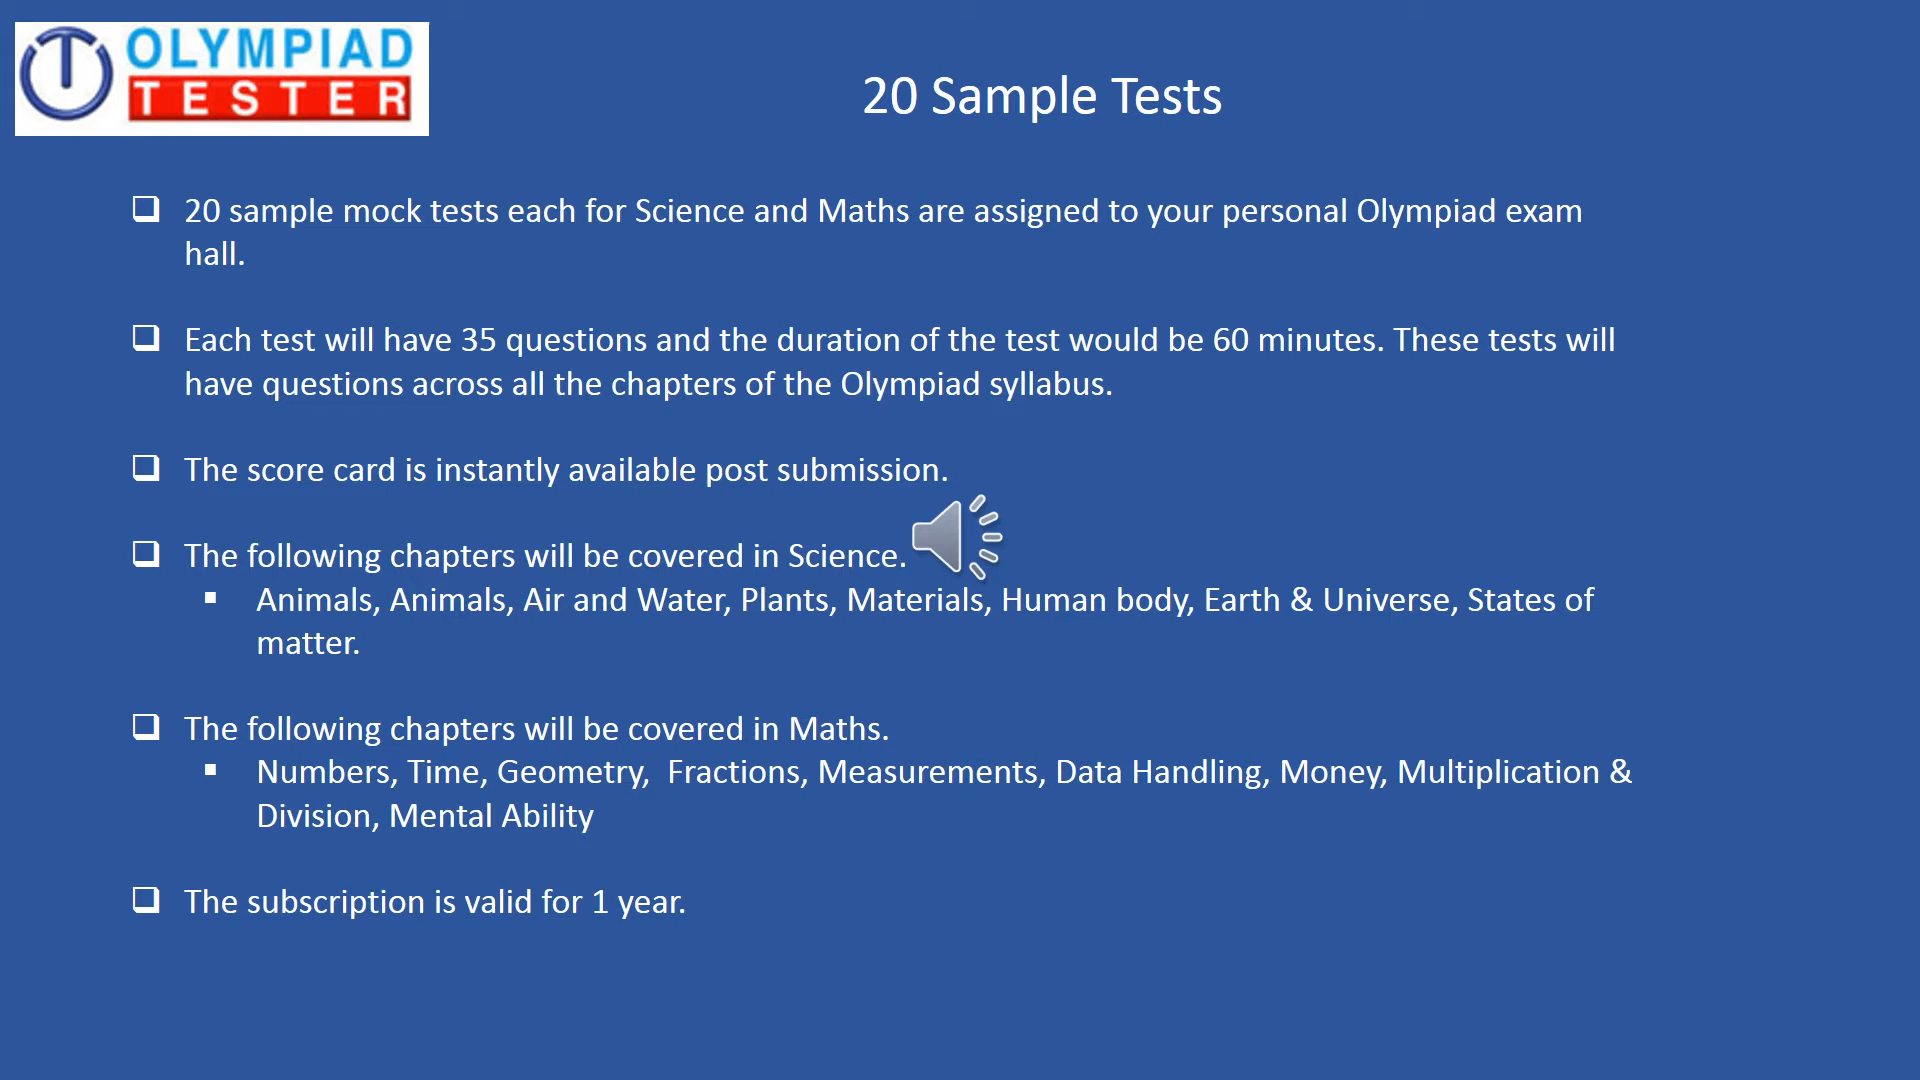 OLYMPIAD
TESTER
20 Sample Tests
❑ 20 sample mock tests each for Science and Maths are assigned to your personal Olympiad exam
hall.
❑ Each test will have 35 questions and the duration of the test would be 60 minutes. These tests will
have questions across all the chapters of the Olympiad syllabus.
❑ The score card is instantly available post submission.
❑ The following chapters will be covered in Science.
▪ Animals, Animals, Air and Water, Plants, Materials, Human body, Earth & Universe, States of
matter.
❑ The following chapters will be covered in Maths.
▪ Numbers, Time, Geometry, Fractions, Measurements, Data Handling, Money, Multiplication &
Division, Mental Ability
❑ The subscription is valid for 1 year.